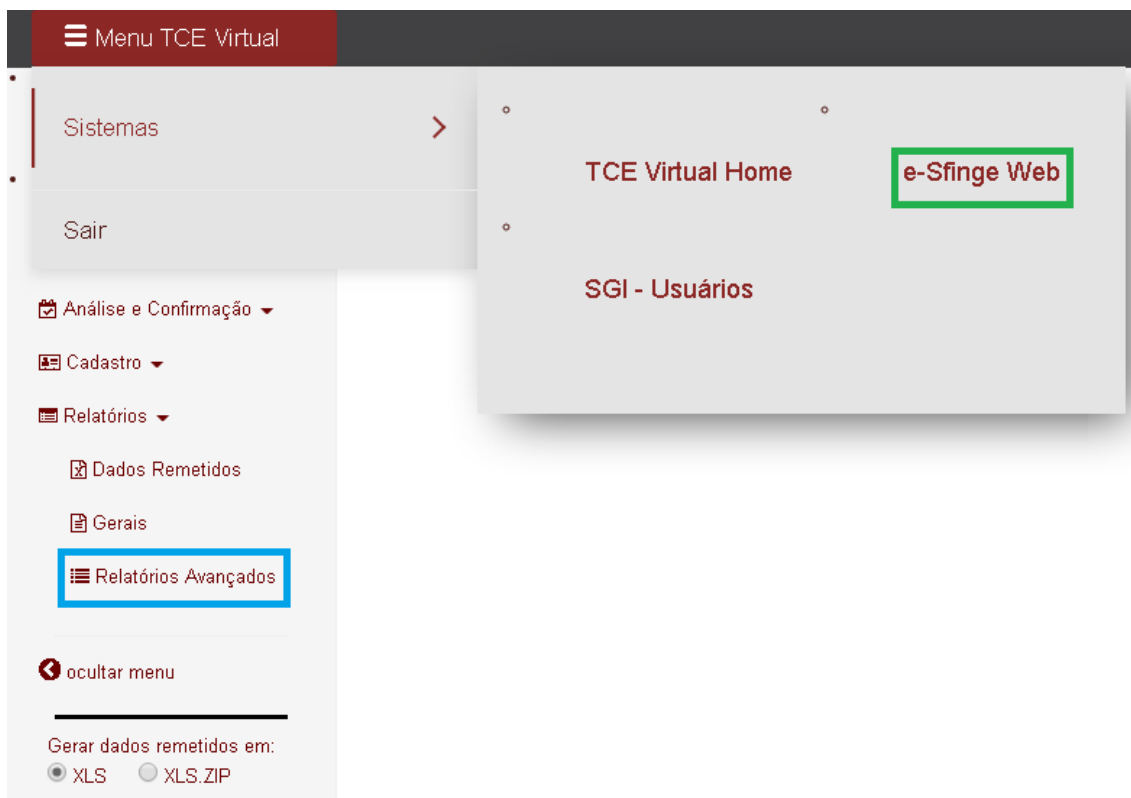 Menu TCE Virtual
Sistemas
TCE Virtual Home
e-Sfinge Web
Sair
SGI - Usuários
Análise e Confirmação
Cadastro
Relatórios
Dados Remetidos
Gerais
Relatórios Avançados
ocultar menu
Gerar dados remetidos em:
XLS XLS.ZIP